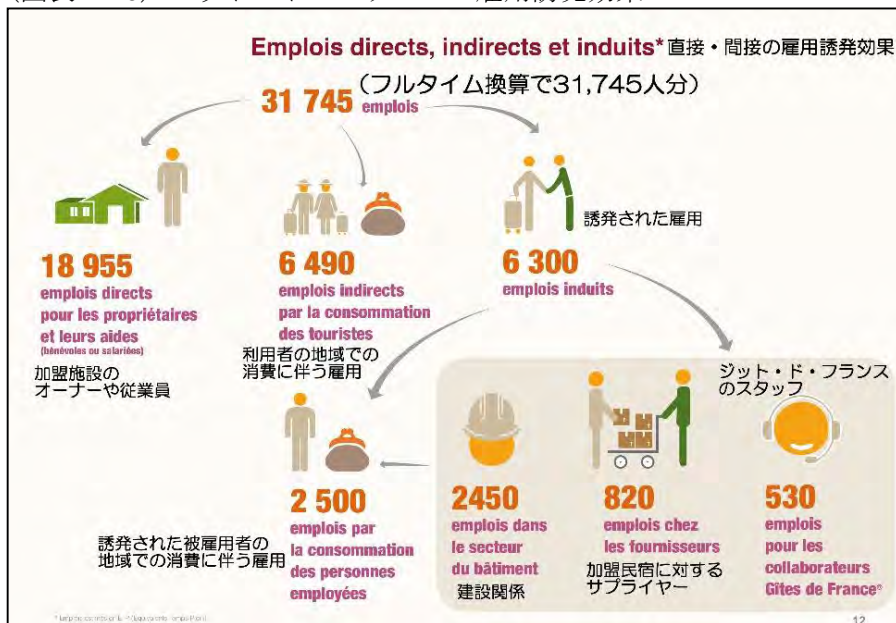 Emplois directs, indirects et induits* 直接・間接の雇用誘発効果
(フルタイム換算で31,745人分)
31 745 emplois
18 955
emplois directs
pour les propriétaires
et leurs aides
(bénévoles ou salariées)
加盟施設の
オーナーや従業員
6 490
emplois indirects
par la consommation
des touristes
利用者の地域での
消費に伴う雇用
誘発された雇用
6 300
emplois induits
ジット・ド・フランス
のスタッフ
2 500
emplois par
la consommation
des personnes
employées
誘発された被雇用者の
地域での消費に伴う雇用
2450
emplois dans
le secteur
du bâtiment
建設関係
820
emplois chez
les fournisseurs
加盟民宿に対する
サプライヤー
530
emplois
pour les
collaborateurs
Gîtes de France®
12